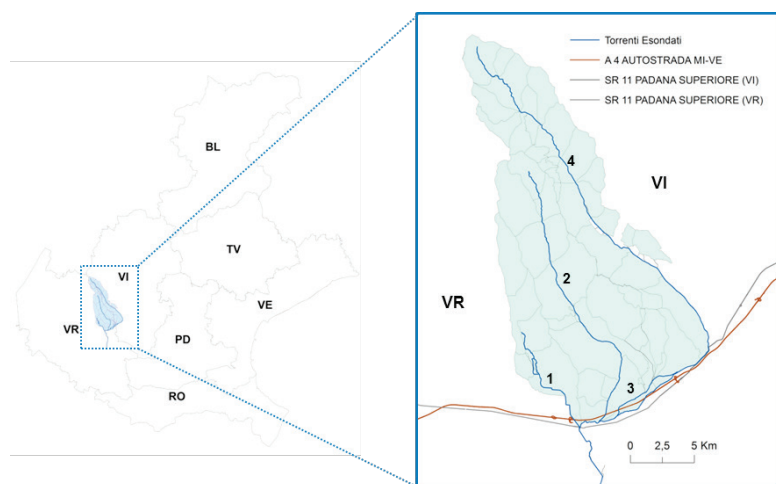 BL
TV
VI
VE
VR
PD
RO
Torrenti Esondati
A 4 AUTOSTRADA MI-VE
SR 11 PADANA SUPERIORE (VI)
SR 11 PADANA SUPERIORE (VR)
4
VI
2
VR
1
3
0 2,5 5 Km